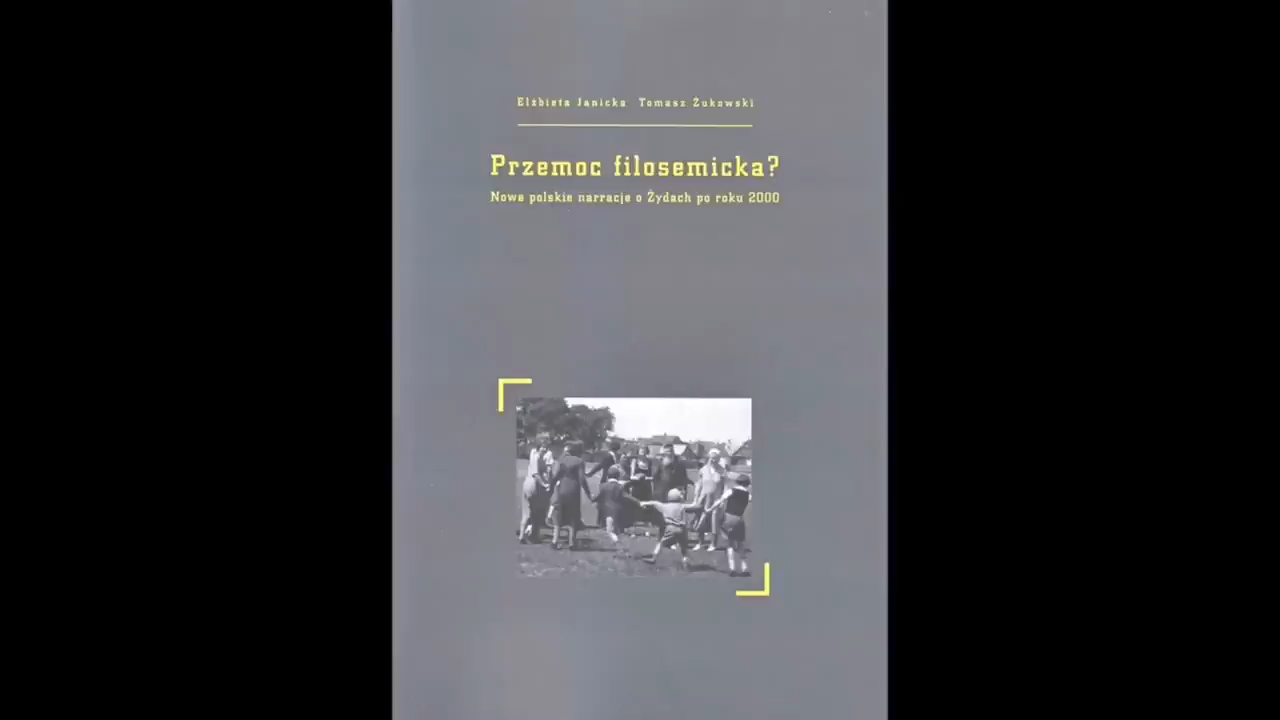 Elżbieta Janicka Tomasz Żukowski
Przemoc filosemicka?
Nowe polskie narracje o Żydach po roku 2000